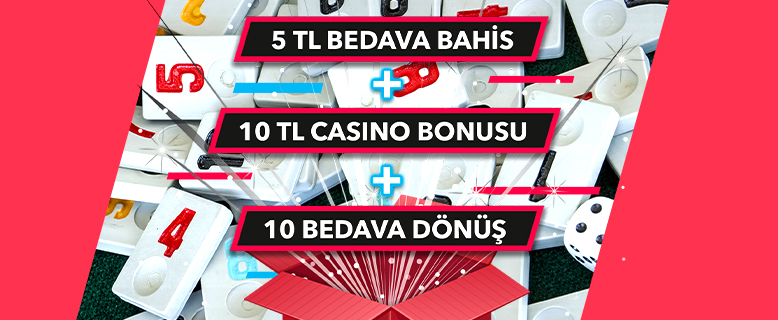 5 TL BEDAVA BAHİS
+
10 TL CASINO BONUSU
+
10 BEDAVA DÖNÜŞ